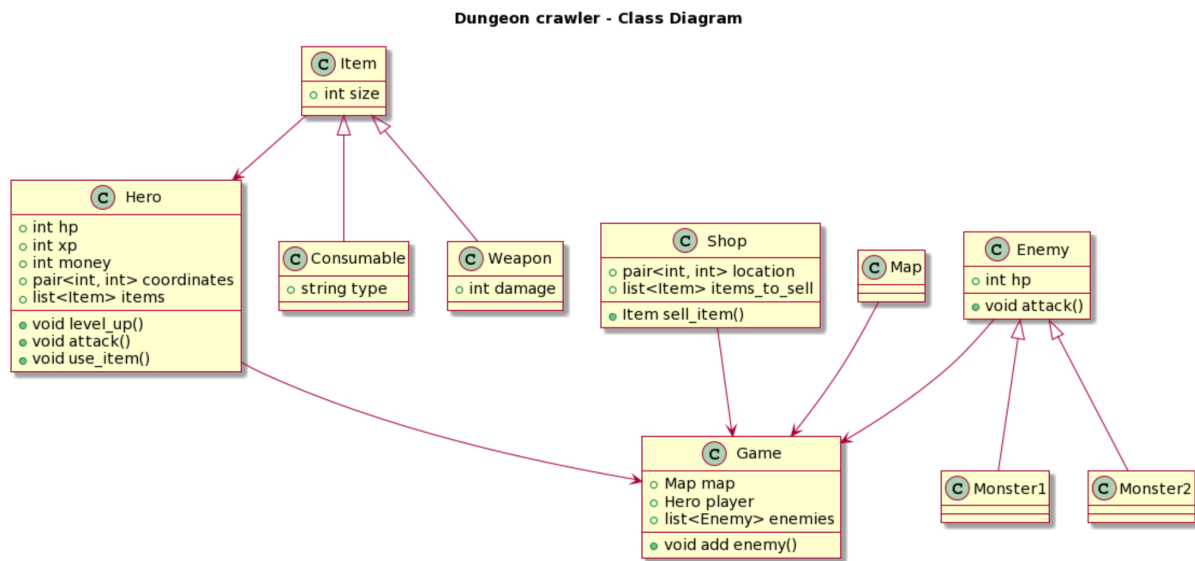 Dungeon crawler - Class Diagram
C Item
int size
C Hero
int hp
int xp
int money
pair<int, int> coordinates
list<Item> items
void level_up()
void attack()
void use_item()
C Consumable
string type
C Weapon
int damage
C Shop
pair<int, int> location
list<Item> items_to_sell
Item sell_item()
C Map
C Enemy
int hp
void attack()
C Game
Map map
Hero player
list<Enemy> enemies
void add enemy()
C Monster1
C Monster2